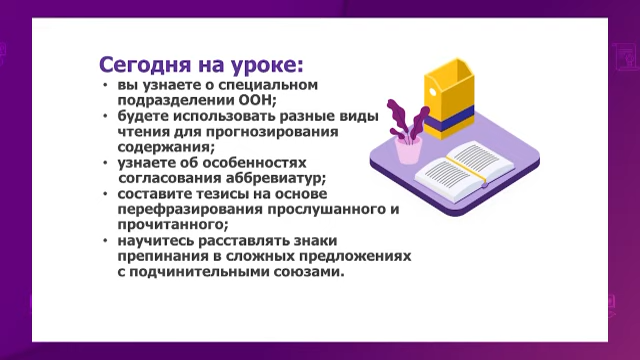 Сегодня на уроке:
• вы узнаете о специальном
подразделении ООН;
• будете использовать разные виды
чтения для прогнозирования
содержания;
• узнаете об особенностях
согласования аббревиатур;
• составите тезисы на основе
перефразирования прослушанного и
прочитанного;
• научитесь расставлять знаки
препинания в сложных предложениях
с подчинительными союзами.